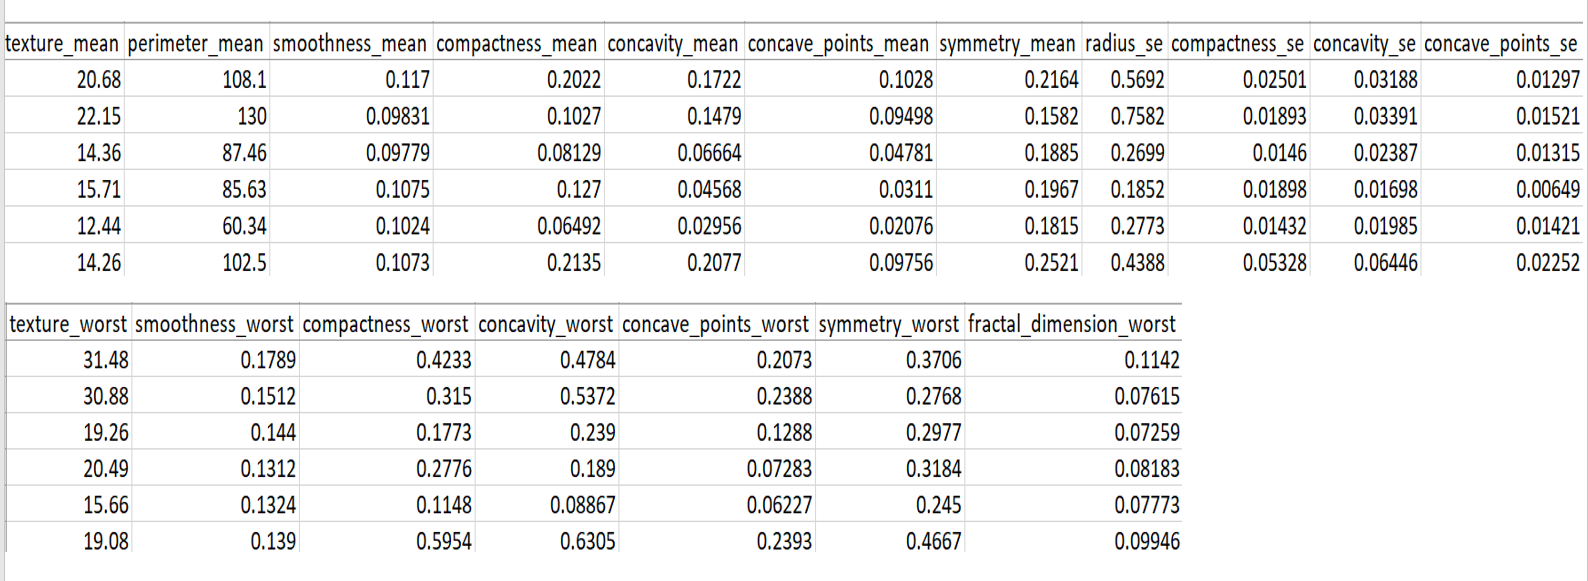 texture_mean perimeter_mean smoothness_mean compactness_mean concavity_mean concave_points_mean symmetry_mean radius_se compactness_se concavity_se concave_points_se
20.68 108.1 0.117 0.2022 0.1722 0.1028 0.2164 0.5692 0.02501 0.03188 0.01297
22.15 130 0.09831 0.1027 0.1479 0.09498 0.1582 0.7582 0.01893 0.03391 0.01521
14.36 87.46 0.09779 0.08129 0.06664 0.04781 0.1885 0.2699 0.0146 0.02387 0.01315
15.71 85.63 0.1075 0.127 0.04568 0.0311 0.1967 0.1852 0.01898 0.01698 0.00649
12.44 60.34 0.1024 0.06492 0.02956 0.02076 0.1815 0.2773 0.01432 0.01985 0.01421
14.26 102.5 0.1073 0.2135 0.2077 0.09756 0.2521 0.4388 0.05328 0.06446 0.02252
texture_worst smoothness_worst compactness_worst concavity_worst concave_points_worst symmetry_worst fractal_dimension_worst
31.48 0.1789 0.4233 0.4784 0.2073 0.3706 0.1142
30.88 0.1512 0.315 0.5372 0.2388 0.2768 0.07615
19.26 0.144 0.1773 0.239 0.1288 0.2977 0.07259
20.49 0.1312 0.2776 0.189 0.07283 0.3184 0.08183
15.66 0.1324 0.1148 0.08867 0.06227 0.245 0.07773
19.08 0.139 0.5954 0.6305 0.2393 0.4667 0.09946